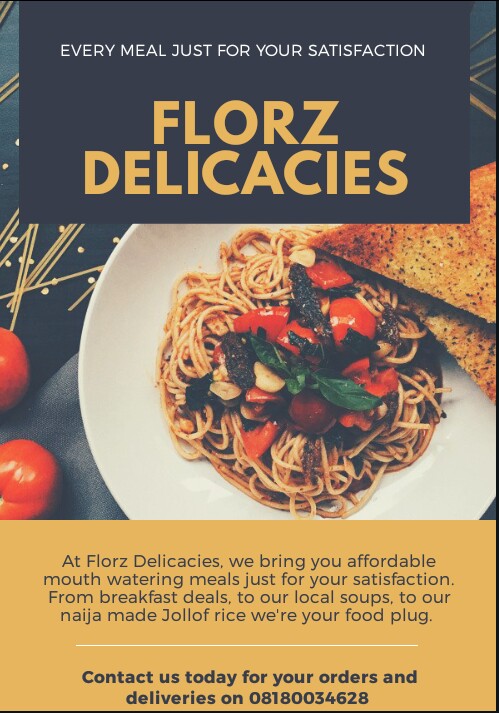 EVERY MEAL JUST FOR YOUR SATISFACTION
FLORZ
DELICACIES
At Florz Delicacies, we bring you affordable
mouth watering meals just for your satisfaction.
From breakfast deals, to our local soups, to our
naija made Jollof rice we're your food plug.
Contact us today for your orders and
deliveries on 08180034628